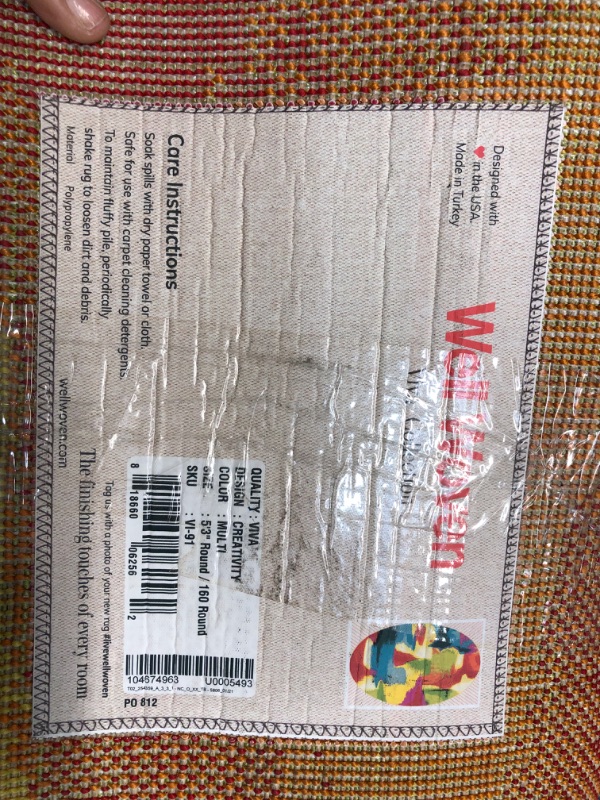 Well Woven
Viva Collection
Designed with
♥ in the USA.
Made in Turkey
Care Instructions
Soak spills with dry paper towel or cloth.
Safe for use with carpet cleaning detergents.
To maintain fluffy pile, periodically
shake rug to loosen dirt and debris.
Material Polypropylene
QUALITY : VIVA
DESIGN : CREATIVITY
COLOR : MULTI
SIZE : 5'3" Round / 160 Round
SKU : VI-91
8 18660 06256 2
104674963 U0005493
PO 812
Tag us with a photo of your new rug #livewellwoven
wellwoven.com
The finishing touches of every room